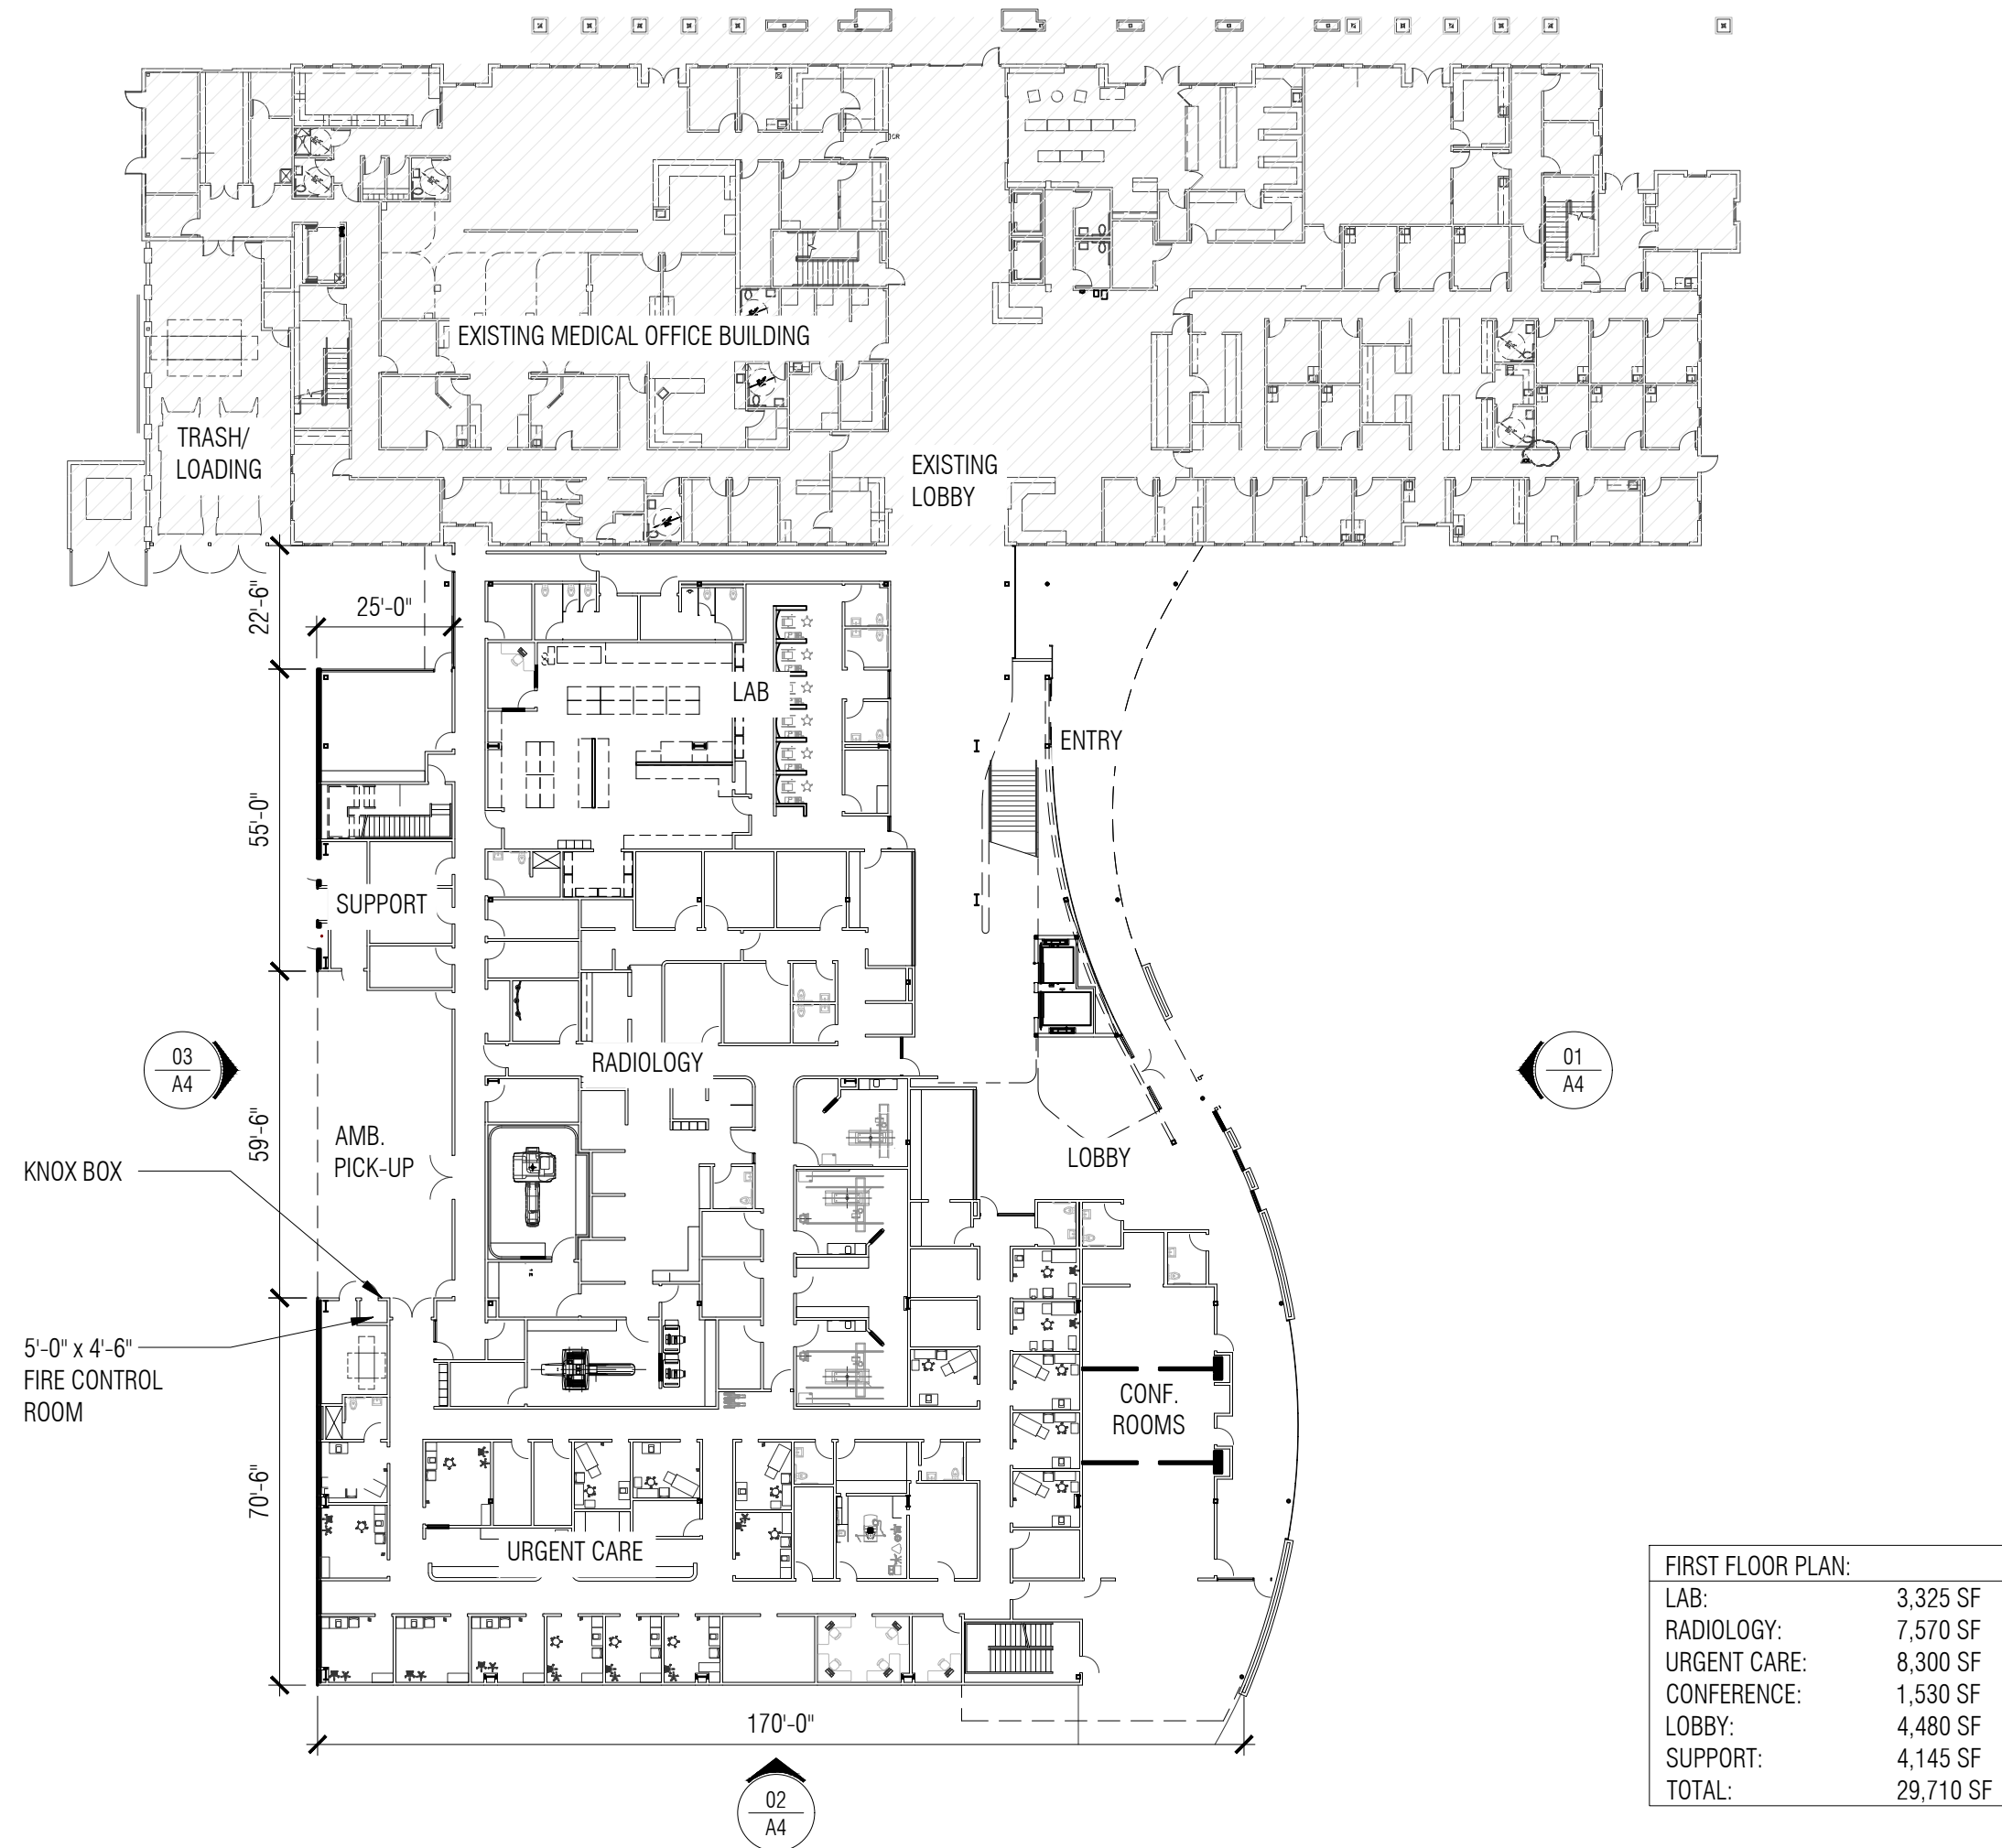 EXISTING MEDICAL OFFICE BUILDING
TRASH/
LOADING
EXISTING
LOBBY
22'-6"
25'-0"
LAB
ENTRY
55'-0"
SUPPORT
03
A4
RADIOLOGY
01
A4
59'-6"
AMB.
PICK-UP
LOBBY
KNOX BOX
5'-0" x 4'-6"
FIRE CONTROL
ROOM
CONF.
ROOMS
70'-6"
URGENT CARE
170'-0"
02
A4
FIRST FLOOR PLAN:
LAB: 3,325 SF
RADIOLOGY: 7,570 SF
URGENT CARE: 8,300 SF
CONFERENCE: 1,530 SF
LOBBY: 4,480 SF
SUPPORT: 4,145 SF
TOTAL: 29,710 SF